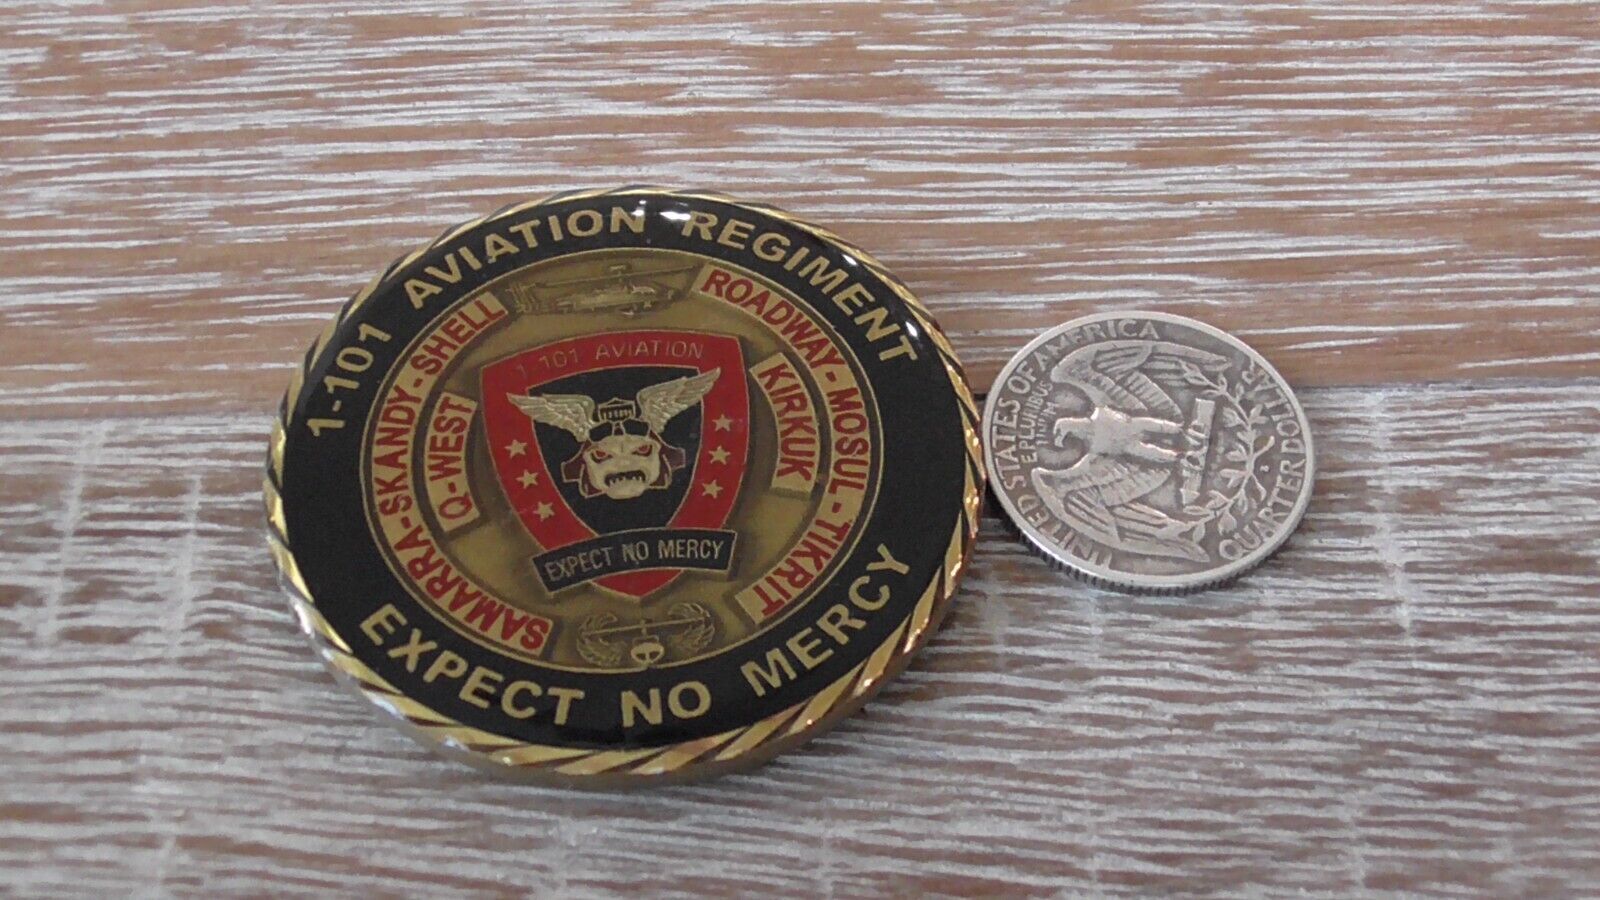 1-101 AVIATION REGIMENT
SAMARRA-SKANDY-SHELL
Q-WEST
ROADWAY-MOSUL-TIKRIT
KIRKUK
1-101 AVIATION
EXPECT NO MERCY
EXPECT NO MERCY
UNITED STATES OF AMERICA
E PLURIBUS
UNUM
QUARTER DOLLAR